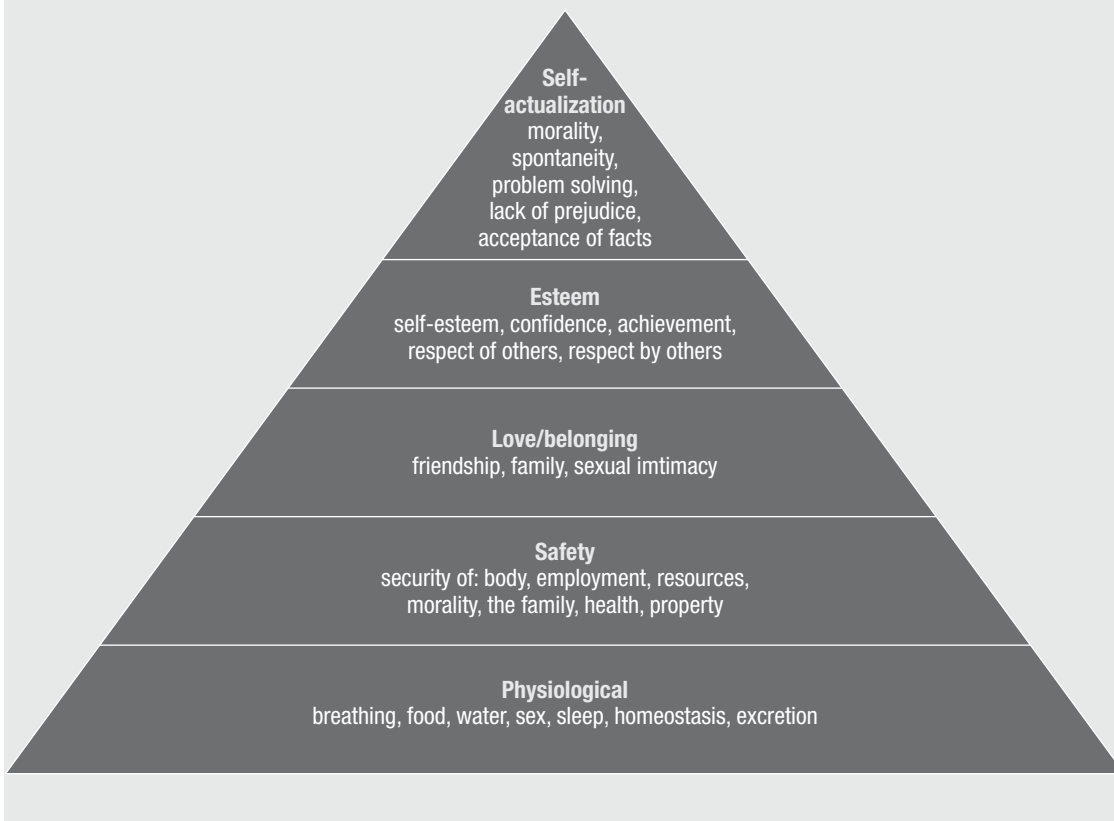 Self-
actualization
morality,
spontaneity,
problem solving,
lack of prejudice,
acceptance of facts
Esteem
self-esteem, confidence, achievement,
respect of others, respect by others
Love/belonging
friendship, family, sexual imtimacy
Safety
security of: body, employment, resources,
morality, the family, health, property
Physiological
breathing, food, water, sex, sleep, homeostasis, excretion